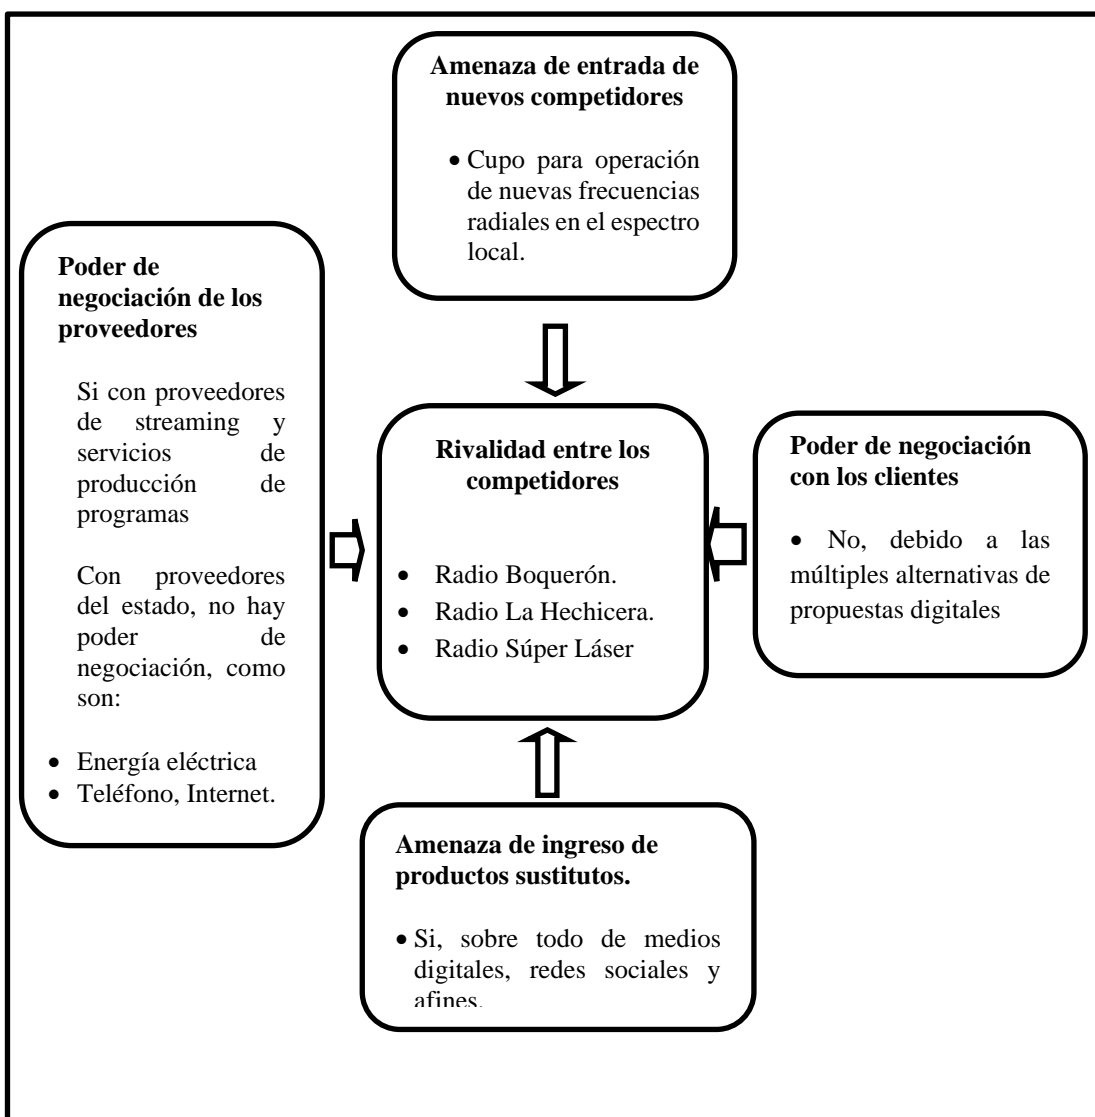 Amenaza de entrada de
nuevos competidores
• Cupo para operación
de nuevas frecuencias
radiales en el espectro
local.
Poder de
negociación de los
proveedores
Si con proveedores
de streaming y
servicios de
producción de
programas
Con proveedores
del estado, no hay
poder de
negociación, como
son:
• Energía eléctrica
• Teléfono, Internet.
Rivalidad entre los
competidores
• Radio Boquerón.
• Radio La Hechicera.
• Radio Súper Láser
Poder de negociación
con los clientes
• No, debido a las
múltiples alternativas de
propuestas digitales
Amenaza de ingreso de
productos sustitutos.
• Si, sobre todo de medios
digitales, redes sociales y
afines.